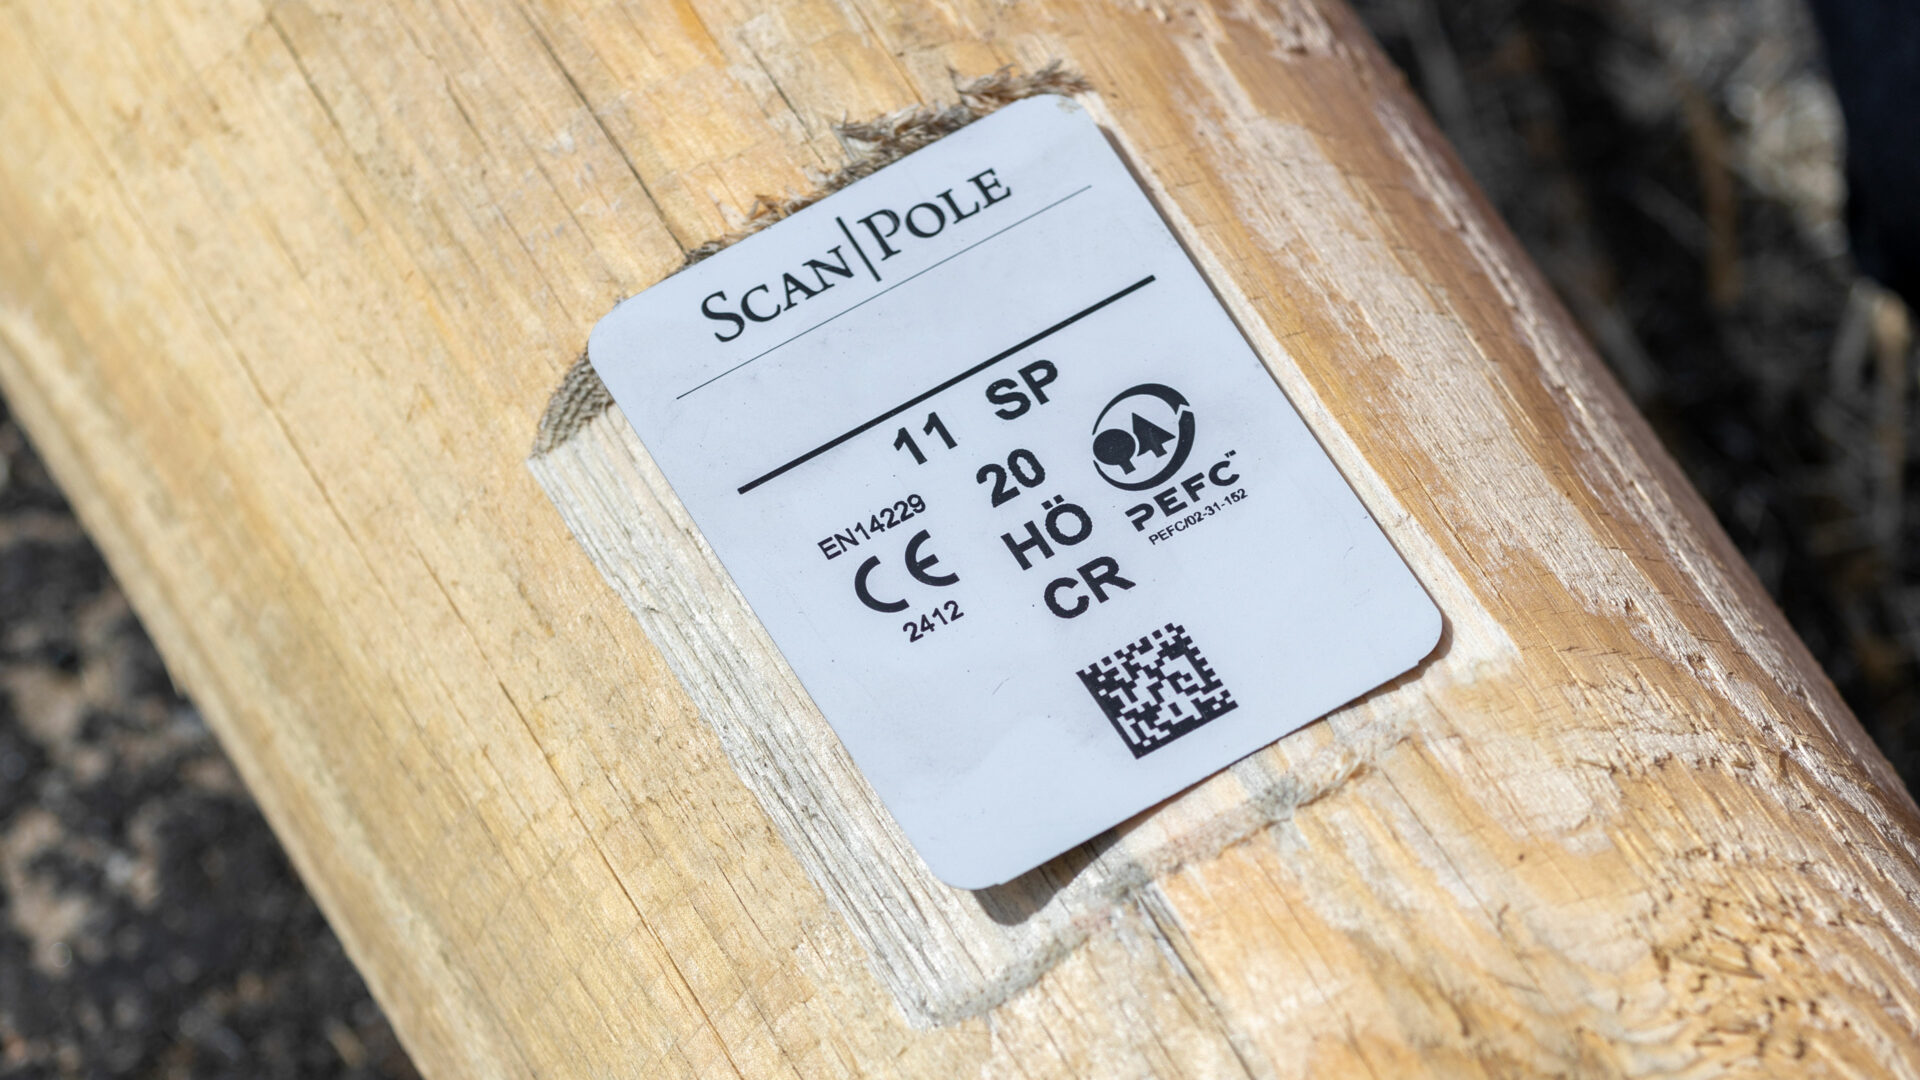 SCAN|POLE
11 SP
20
HÖ
CR
EN14229
CE
2412
PEFC™
PEFC/02-31-152